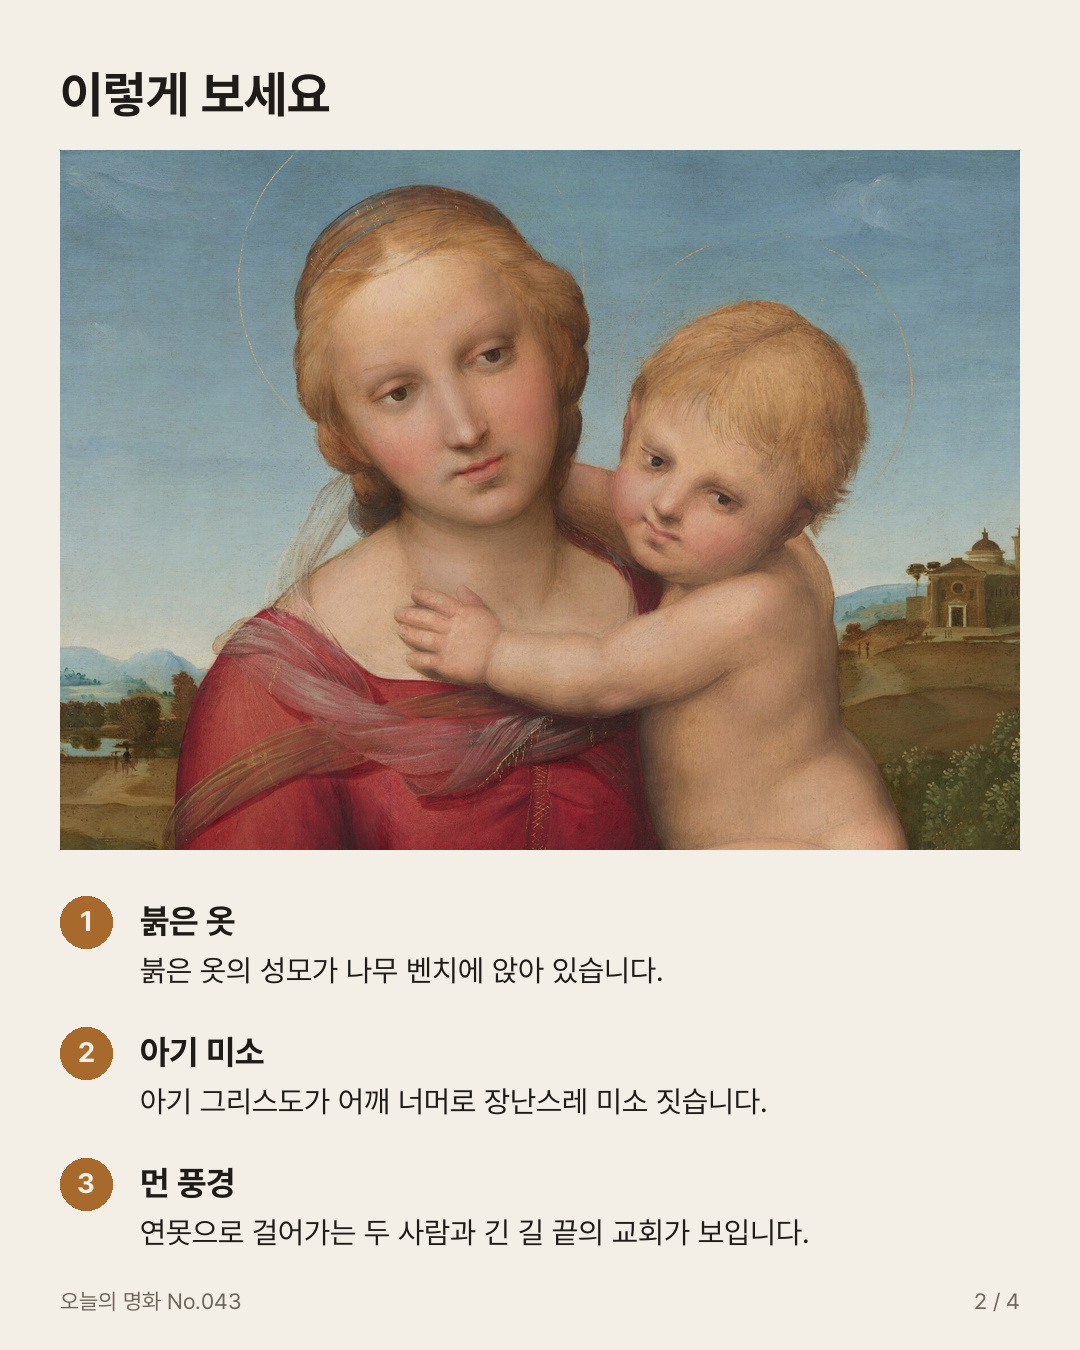 이렇게 보세요
1
붉은 옷
붉은 옷의 성모가 나무 벤치에 앉아 있습니다.
2
아기 미소
아기 그리스도가 어깨 너머로 장난스레 미소 짓습니다.
3
먼 풍경
연못으로 걸어가는 두 사람과 긴 길 끝의 교회가 보입니다.
오늘의 명화 No.043
2 / 4